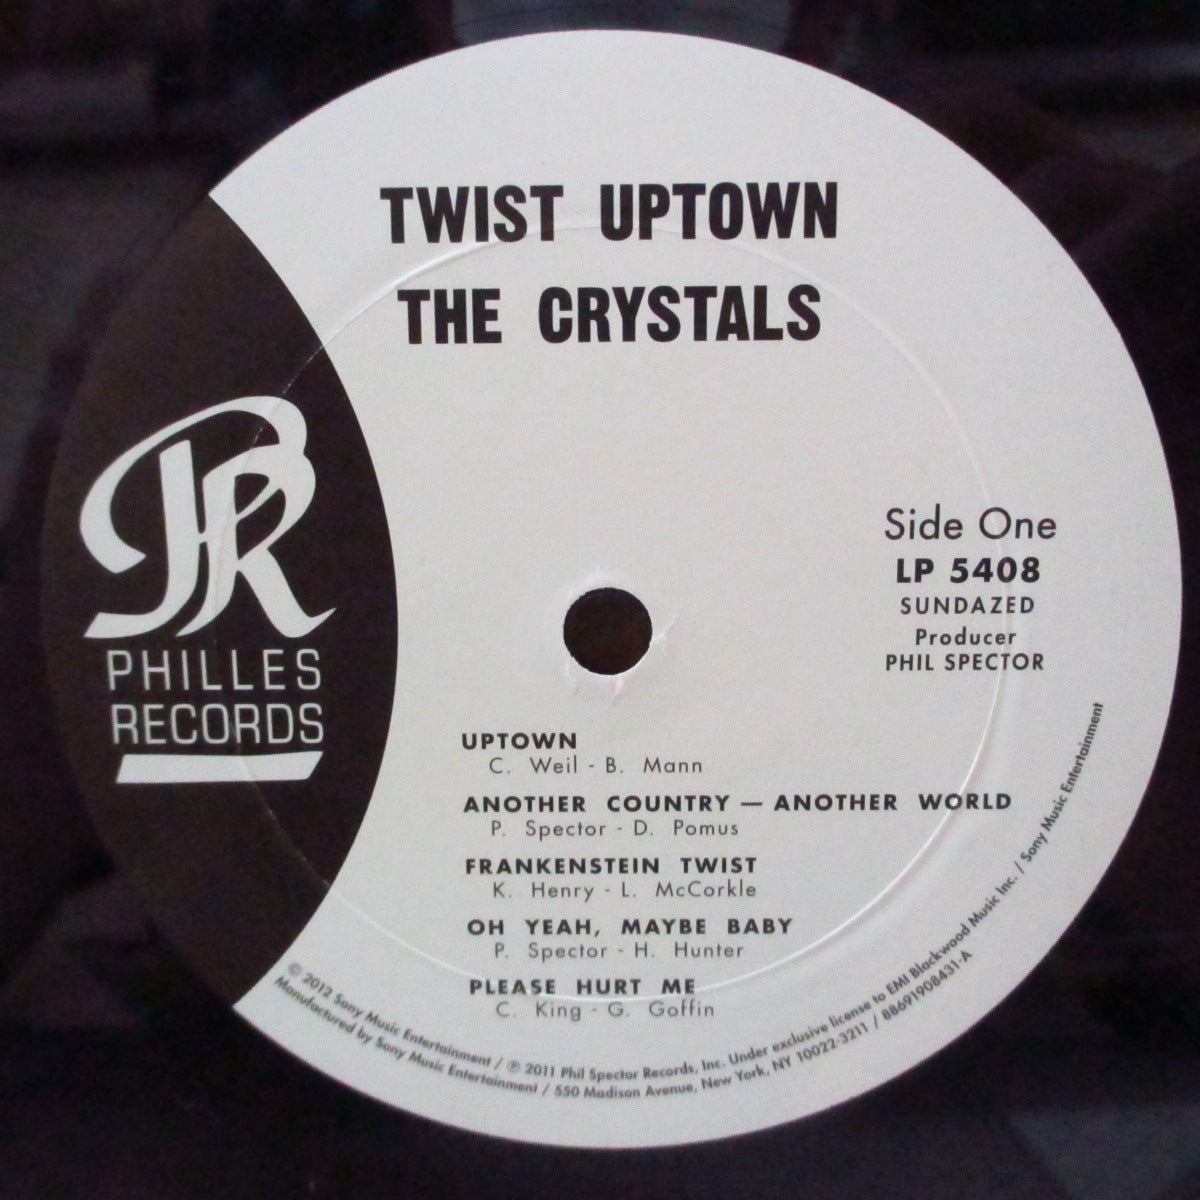 TWIST UPTOWN
THE CRYSTALS
PR
PHILLES
RECORDS
Side One
LP 5408
SUNDAZED
Producer
PHIL SPECTOR
UPTOWN
C. Weil - B. Mann
ANOTHER COUNTRY — ANOTHER WORLD
P. Spector - D. Pomus
FRANKENSTEIN TWIST
K. Henry - L. McCorkle
OH YEAH, MAYBE BABY
P. Spector - H. Hunter
PLEASE HURT ME
C. King - G. Goffin
© 2012 Sony Music Entertainment / ℗ 2011 Phil Spector Records, Inc. Under exclusive license to EMI Blackwood Music Inc. / Sony Music Entertainment
Manufactured by Sony Music Entertainment / 550 Madison Avenue, New York, NY 10022-3211 / 88691908431-A